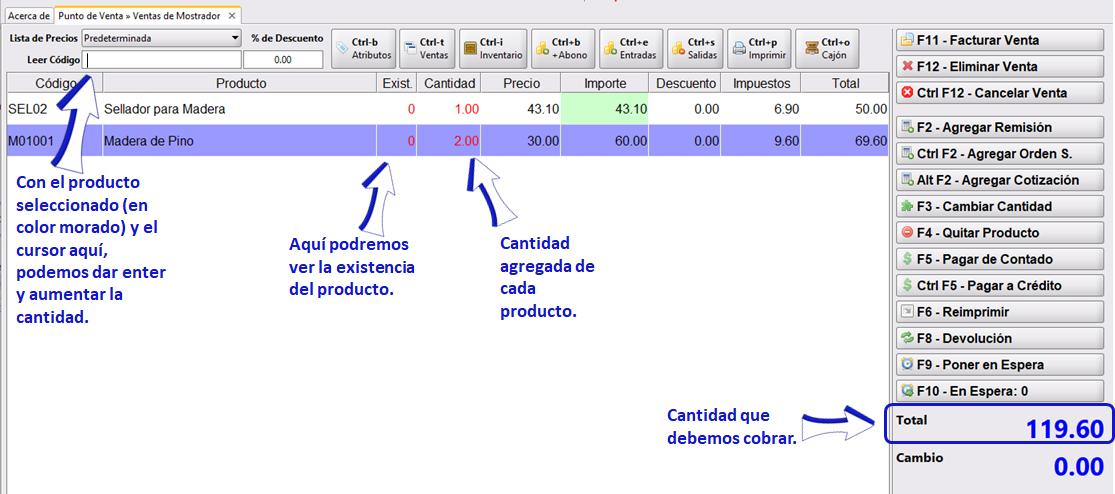 Acerca de
Punto de Venta » Ventas de Mostrador
Lista de Precios
Predeterminada
% de Descuento
Leer Código
0.00
Ctrl-b
Atributos
Ctrl-t
Ventas
Ctrl-i
Inventario
Ctrl+b
+Abono
Ctrl+e
Entradas
Ctrl+s
Salidas
Ctrl+p
Imprimir
Ctrl+o
Cajón
Código Producto Exist. Cantidad Precio Importe Descuento Impuestos Total
SEL02 Sellador para Madera 0 1.00 43.10 43.10 0.00 6.90 50.00
M01001 Madera de Pino 0 2.00 30.00 60.00 0.00 9.60 69.60
Con el producto
seleccionado (en
color morado) y el
cursor aquí,
podemos dar enter
y aumentar la
cantidad.
Aquí podremos
ver la existencia
del producto.
Cantidad
agregada de
cada
producto.
Cantidad que
debemos cobrar.
F11 - Facturar Venta
F12 - Eliminar Venta
Ctrl F12 - Cancelar Venta
F2 - Agregar Remisión
Ctrl F2 - Agregar Orden S.
Alt F2 - Agregar Cotización
F3 - Cambiar Cantidad
F4 - Quitar Producto
F5 - Pagar de Contado
Ctrl F5 - Pagar a Crédito
F6 - Reimprimir
F8 - Devolución
F9 - Poner en Espera
F10 - En Espera: 0
Total
119.60
Cambio
0.00